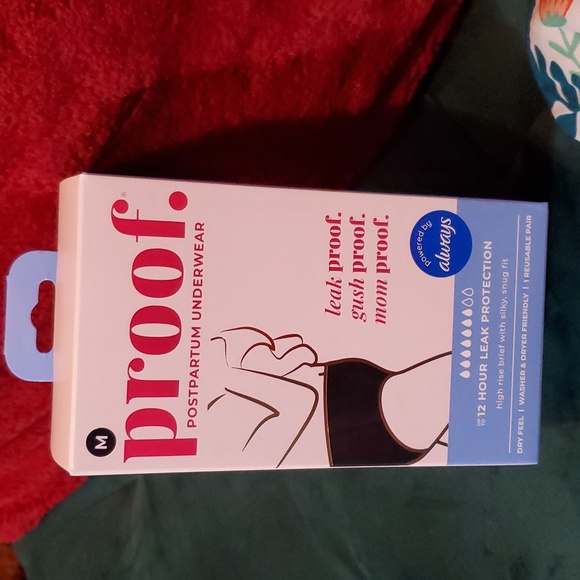 M
proof.®
POSTPARTUM UNDERWEAR
leak proof.
gush proof.
mom proof.
powered by
always
UP TO 12 HOUR LEAK PROTECTION
high rise brief with silky, snug fit
DRY FEEL | WASHER & DRYER FRIENDLY | 1 REUSABLE PAIR